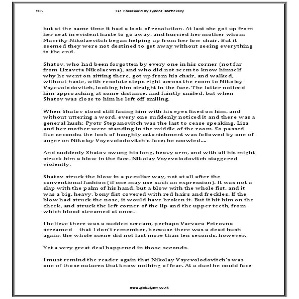 but at the same time it had a look of resolution. At last she got up from
her seat in evident haste to go away, and hurried her mother whom
Mavriky Nikolaevitch began helping up from her low chair. But it
seemed they were not destined to get away without seeing everything
to the end.
Shatov, who had been forgotten by every one in his corner (not far
from Lizaveta Nikolaevna), and who did not seem to know himself
why he went on sitting there, got up from his chair, and walked,
without haste, with resolute steps right across the room to Nikolay
Vsyevolodovitch, looking him straight in the face. The latter noticed
him approaching at some distance, and faintly smiled, but when
Shatov was close to him he left off smiling.
When Shatov stood still facing him with his eyes fixed on him, and
without uttering a word, every one suddenly noticed it and there was a
general hush; Pyotr Stepanovitch was the last to cease speaking. Liza
and her mother were standing in the middle of the room. So passed
five seconds; the look of haughty astonishment was followed by one of
anger on Nikolay Vsyevolodovitch's face; he scowled....
And suddenly Shatov swung his long, heavy arm, and with all his might
struck him a blow in the face. Nikolay Vsyevolodovitch staggered
violently.
Shatov struck the blow in a peculiar way, not at all after the
conventional fashion (if one may use such an expression). It was not a
slap with the palm of his hand, but a blow with the whole fist, and it
was a big, heavy, bony fist covered with red hairs and freckles. If the
blow had struck the nose, it would have broken it. But it hit him on the
cheek, and struck the left corner of the lip and the upper teeth, from
which blood streamed at once.
I believe there was a sudden scream, perhaps Varvara Petrovna
screamed—that I don't remember, because there was a dead hush
again; the whole scene did not last more than ten seconds, however.
Yet a very great deal happened in those seconds.
I must remind the reader again that Nikolay Vsyevolodovitch's was
one of those natures that know nothing of fear. At a duel he could face